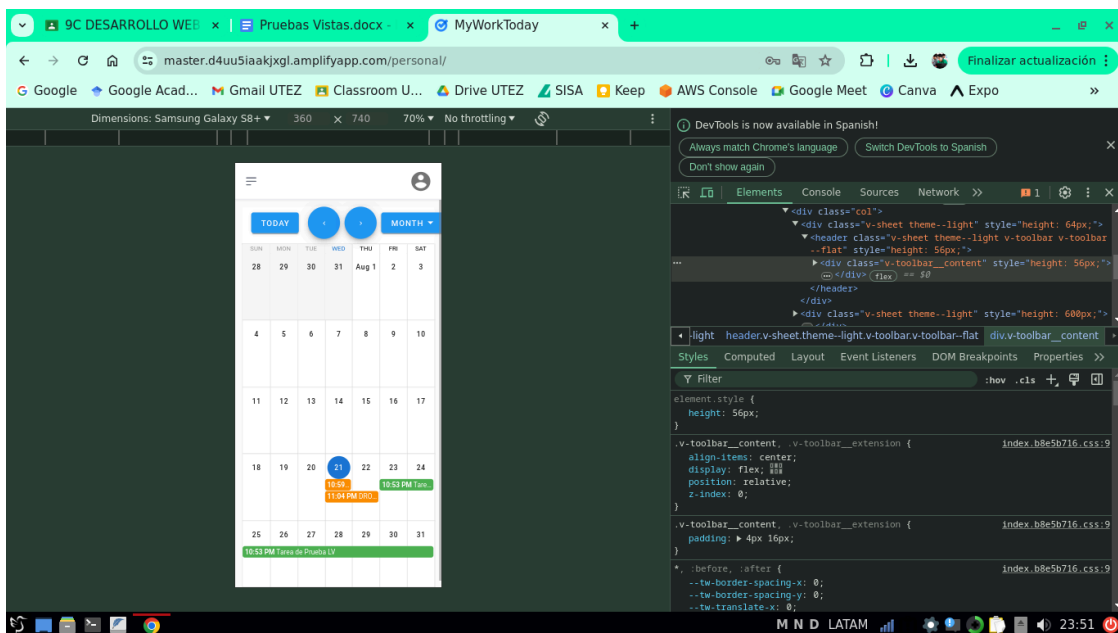 9C DESARROLLO WEB
Pruebas Vistas.docx -
MyWorkToday
master.d4uu5iaakjxgl.amplifyapp.com/personal/
Finalizar actualización
Google
Google Acad...
Gmail UTEZ
Classroom U...
Drive UTEZ
SISA
Keep
AWS Console
Google Meet
Canva
Expo
Dimensions: Samsung Galaxy S8+
360 × 740
70%
No throttling
TODAY
MONTH
SUN MON TUE WED THU FRI SAT
28 29 30 31 Aug 1 2 3
4 5 6 7 8 9 10
11 12 13 14 15 16 17
18 19 20 21 22 23 24
10:59.. 10:53 PM Tare..
11:04 PM ORO..
25 26 27 28 29 30 31
10:53 PM Tarea de Prueba LV
DevTools is now available in Spanish!
Always match Chrome's language
Switch DevTools to Spanish
Don't show again
Elements Console Sources Network
1
<div class="col">
<div class="v-sheet theme--light" style="height: 64px;">
<header class="v-sheet theme--light v-toolbar v-toolbar
--flat" style="height: 56px;">
<div class="v-toolbar__content" style="height: 56px;">
</div> flex == $0
</header>
</div>
<div class="v-sheet theme--light" style="height: 600px;">
-light header.v-sheet.theme--light.v-toolbar.v-toolbar--flat div.v-toolbar__content
Styles Computed Layout Event Listeners DOM Breakpoints Properties
Filter
:hov .cls
element.style {
height: 56px;
}
.v-toolbar__content, .v-toolbar__extension {
index.b8e5b716.css:9
align-items: center;
display: flex;
position: relative;
z-index: 0;
}
.v-toolbar__content, .v-toolbar__extension {
index.b8e5b716.css:9
padding: 4px 16px;
}
*, :before, :after {
index.b8e5b716.css:9
--tw-border-spacing-x: 0;
--tw-border-spacing-y: 0;
--tw-translate-x: 0;
M N D LATAM
23:51